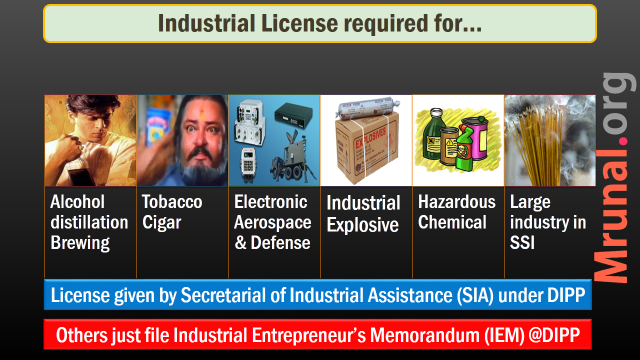 Industrial License required for...
Alcohol
distillation
Brewing
Tobacco
Cigar
Electronic
Aerospace
& Defense
Industrial
Explosive
Hazardous
Chemical
Large
industry in
SSI
EXPLOSIVES
License given by Secretarial of Industrial Assistance (SIA) under DIPP
Others just file Industrial Entrepreneur's Memorandum (IEM) @DIPP
Mrunal.org